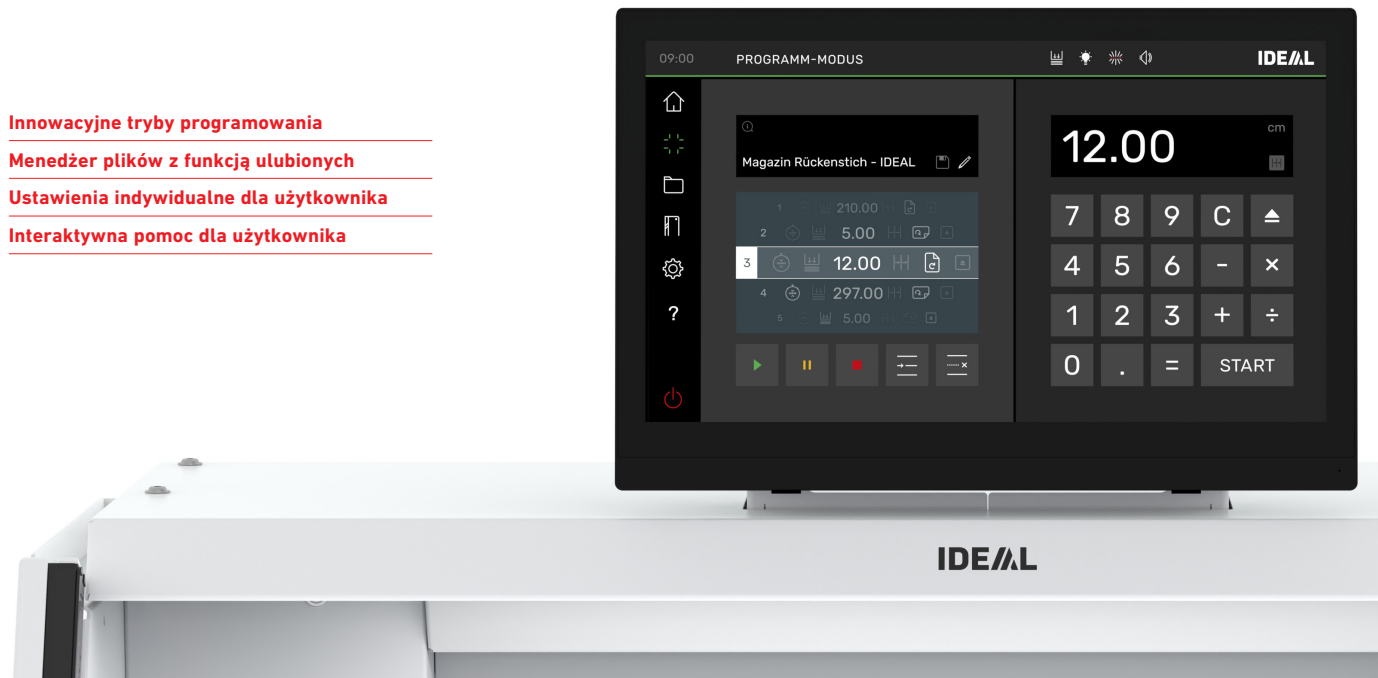 Innowacyjne tryby programowania
Menedżer plików z funkcją ulubionych
Ustawienia indywidualne dla użytkownika
Interaktywna pomoc dla użytkownika
09:00 PROGRAMM-MODUS IDEAL
Magazin Rückenstich - IDEAL
1 210.00
2 5.00
3 12.00
4 297.00
5 5.00
?
12.00 cm
7 8 9 C
4 5 6 - ×
1 2 3 + ÷
0 . = START
IDEAL